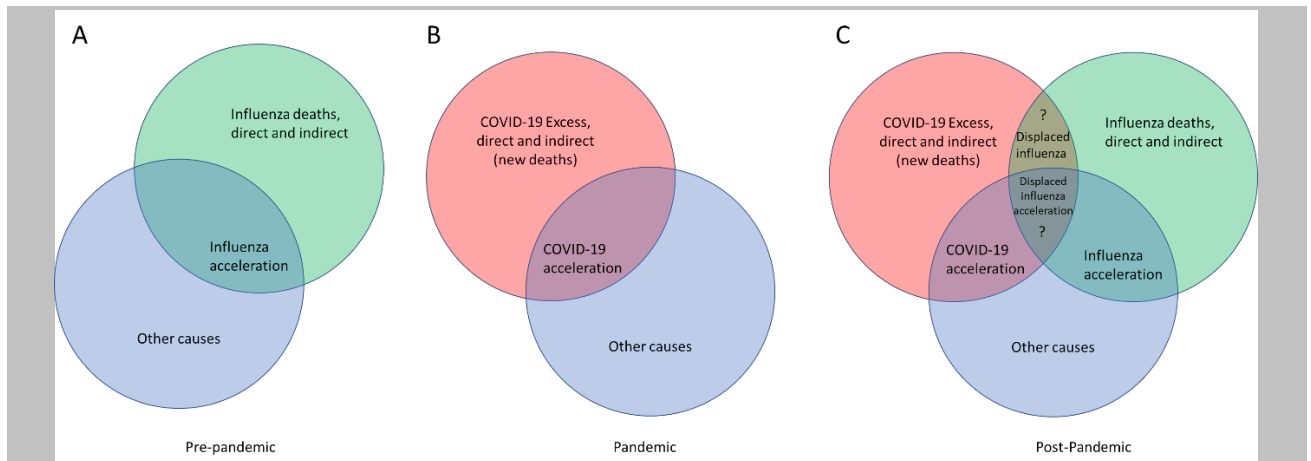 A
Influenza deaths,
direct and indirect
Influenza
acceleration
Other causes
Pre-pandemic
B
COVID-19 Excess,
direct and indirect
(new deaths)
COVID-19
acceleration
Other causes
Pandemic
C
COVID-19 Excess,
direct and indirect
(new deaths)
?
Displaced
influenza
Influenza deaths,
direct and indirect
Displaced
influenza
acceleration
?
COVID-19
acceleration
Influenza
acceleration
Other causes
Post-Pandemic